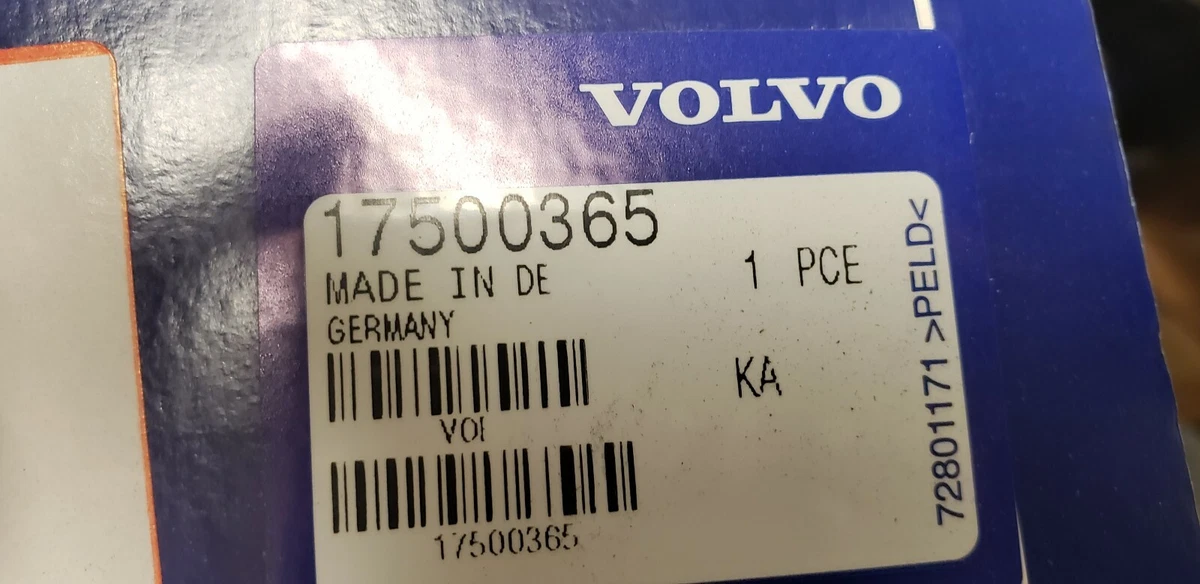 VOLVO
17500365
MADE IN DE
1 PCE
GERMANY
KA
VOI
17500365
72801171 >PELD<